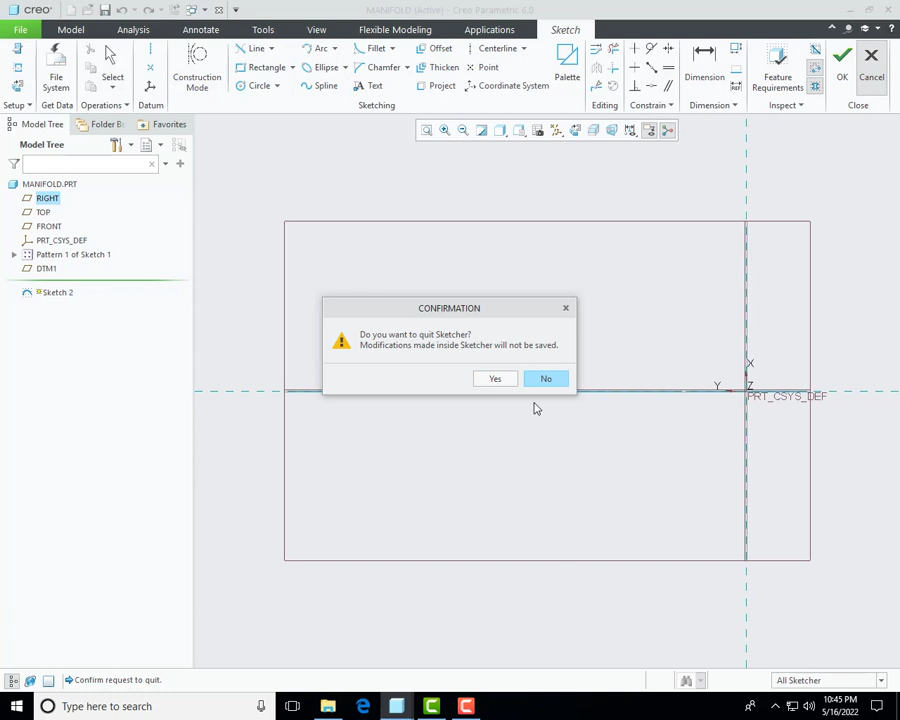 creo
MANIFOLD (Active) - Creo Parametric 6.0
File Model Analysis Annotate Tools View Flexible Modeling Applications Sketch
Line Arc Fillet Offset Centerline
Rectangle Ellipse Chamfer Thicken Point
Circle Spline Text Project Coordinate System
File System
Select
Construction Mode
Palette
Dimension
Feature Requirements
OK
Cancel
Setup Get Data Operations Datum Sketching Editing Constrain Dimension Inspect Close
Model Tree Folder B Favorites
Model Tree
MANIFOLD.PRT
RIGHT
TOP
FRONT
PRT_CSYS_DEF
Pattern 1 of Sketch 1
DTM1
Sketch 2
CONFIRMATION
Do you want to quit Sketcher?
Modifications made inside Sketcher will not be saved.
Yes No
X
Y Z
PRT_CSYS_DEF
Confirm request to quit.
All Sketcher
Type here to search
10:45 PM
5/16/2022